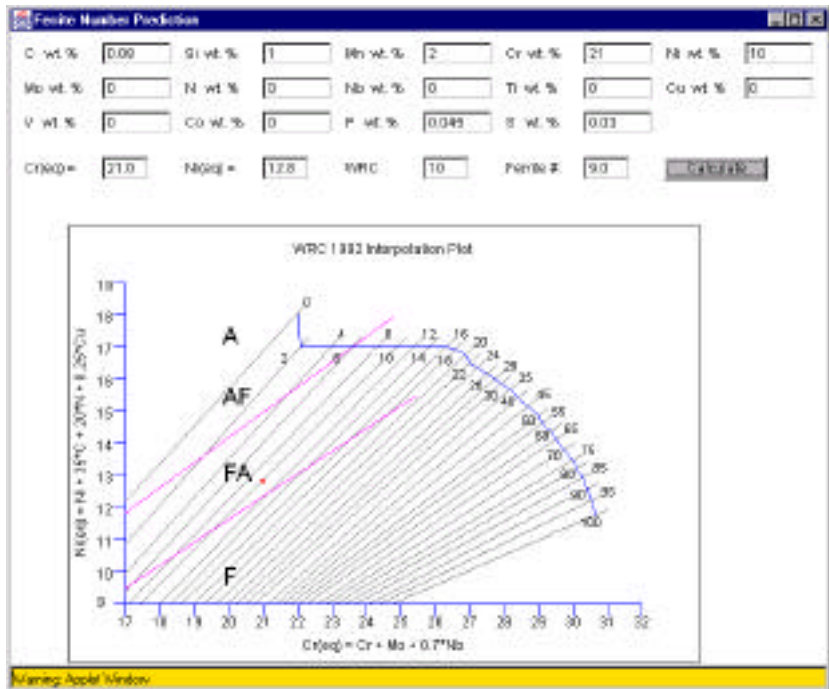 Ferrite Number Prediction
C wt.% 0.08 Si wt. % 1 Mn wt. % 2 Cr wt. % 21 Ni wt. % 10
Mo wt. % 0 N wt. % 0 Nb wt. % 0 Ti wt. % 0 Cu wt % 0
V wt. % 0 Co wt. % 0 P wt. % 0.045 S wt. % 0.03
Cr(eq) = 21.0 Ni(eq) = 12.8 WRC 10 Ferrite # 9.0 Calculate
WRC 1992 Interpolation Plot
Ni(eq) = Ni + 35*C + 20*N + 0.25*Cu
19
18
17
16
15
14
13
12
11
10
9
A
AF
FA
F
0
4 8 12 16 20
2 6 10 14 18
24
22
28
26
35
30
45
40
55
50
65
60
75
70
85
80
95
90
100
17 18 19 20 21 22 23 24 25 26 27 28 29 30 31 32
Cr(eq) = Cr + Mo + 0.7*Nb
Warning: Applet Window